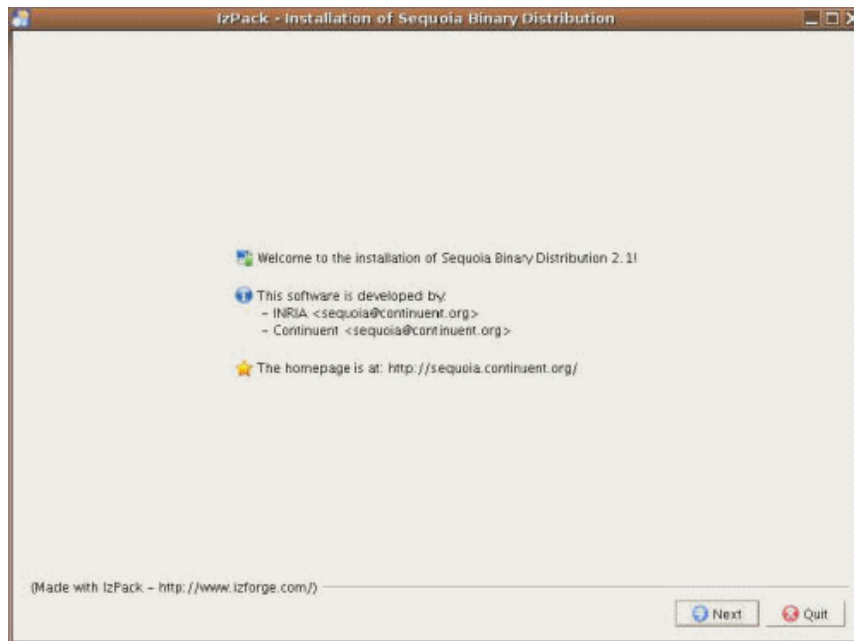 IzPack - Installation of Sequoia Binary Distribution
Welcome to the installation of Sequoia Binary Distribution 2.1!
This software is developed by:
- INRIA <sequoia@continuent.org>
- Continuent <sequoia@continuent.org>
The homepage is at: http://sequoia.continuent.org/
(Made with IzPack - http://www.izforge.com/)
Next
Quit